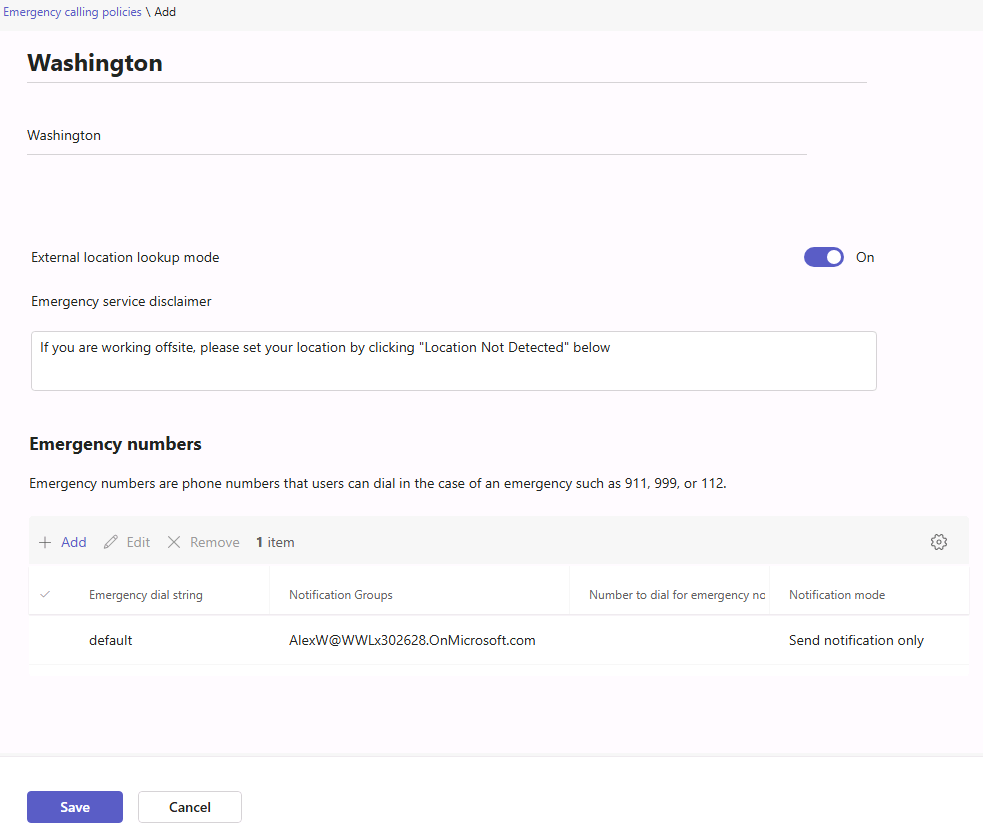 Emergency calling policies \ Add
Washington
Washington
External location lookup mode
On
Emergency service disclaimer
If you are working offsite, please set your location by clicking "Location Not Detected" below
Emergency numbers
Emergency numbers are phone numbers that users can dial in the case of an emergency such as 911, 999, or 112.
Add Edit Remove 1 item
Emergency dial string Notification Groups Number to dial for emergency no Notification mode
default AlexW@WWLx302628.OnMicrosoft.com Send notification only
Save Cancel